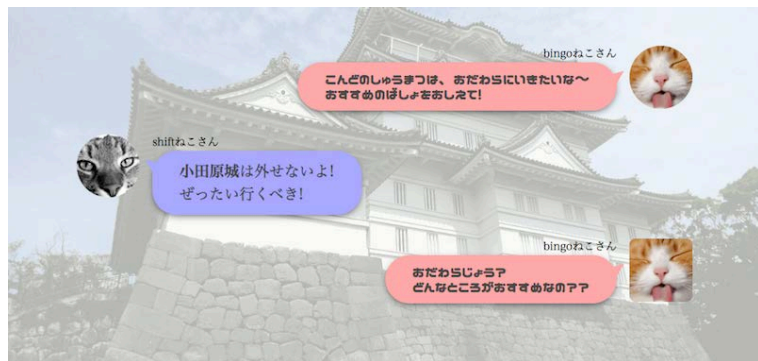 bingoねこさん
こんどのしゅうまつは、おだわらにいきたいな〜
おすすめのばしょをおしえて!
shiftねこさん
小田原城は外せないよ!
ぜったい行くべき!
bingoねこさん
おだわらじょう?
どんなところがおすすめなの??